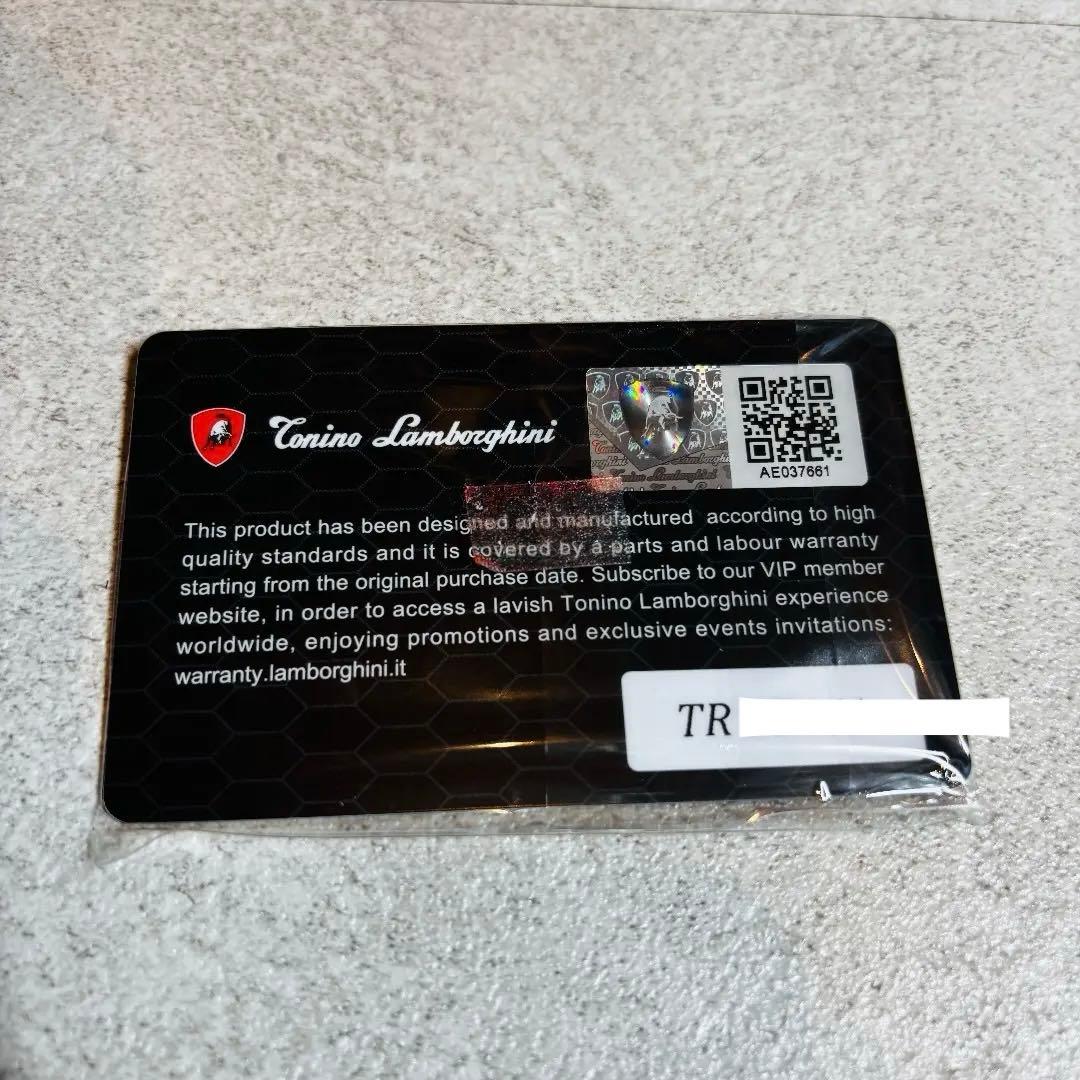 Tonino Lamborghini
AE037661
This product has been designed and manufactured according to high
quality standards and it is covered by a parts and labour warranty
starting from the original purchase date. Subscribe to our VIP member
website, in order to access a lavish Tonino Lamborghini experience
worldwide, enjoying promotions and exclusive events invitations:
warranty.lamborghini.it
TR